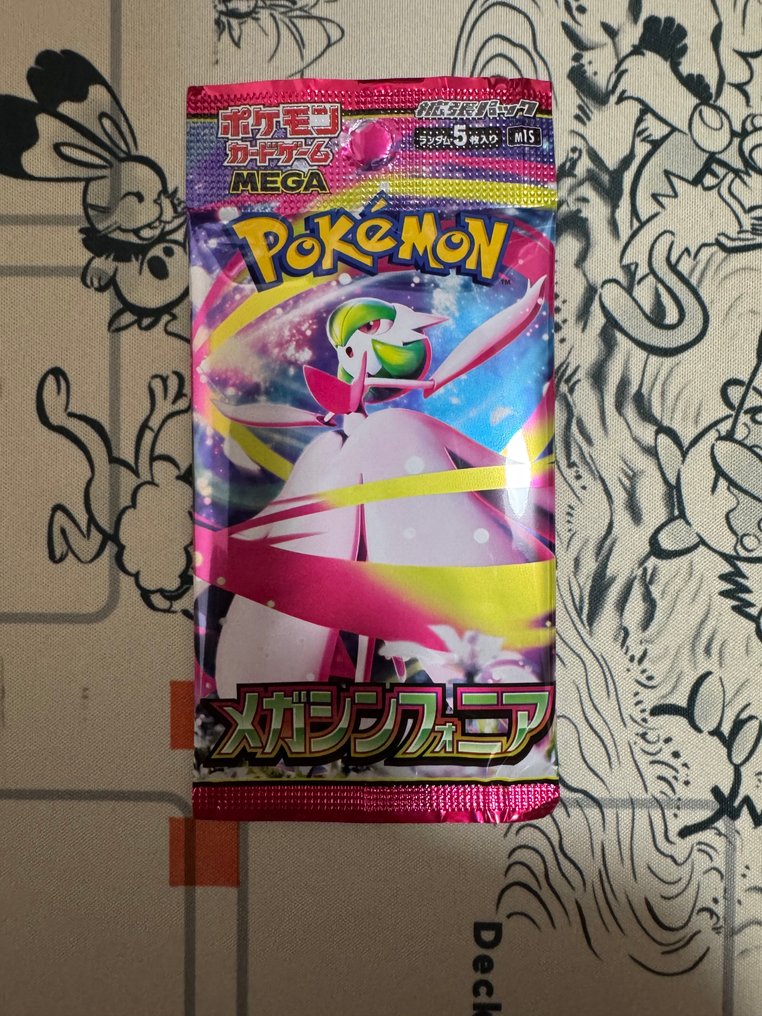 ポケモン
カードゲーム
MEGA
拡張パック
ランダム5枚入り
M1S
POKéMON
TM
メガシンフォニア
Deck